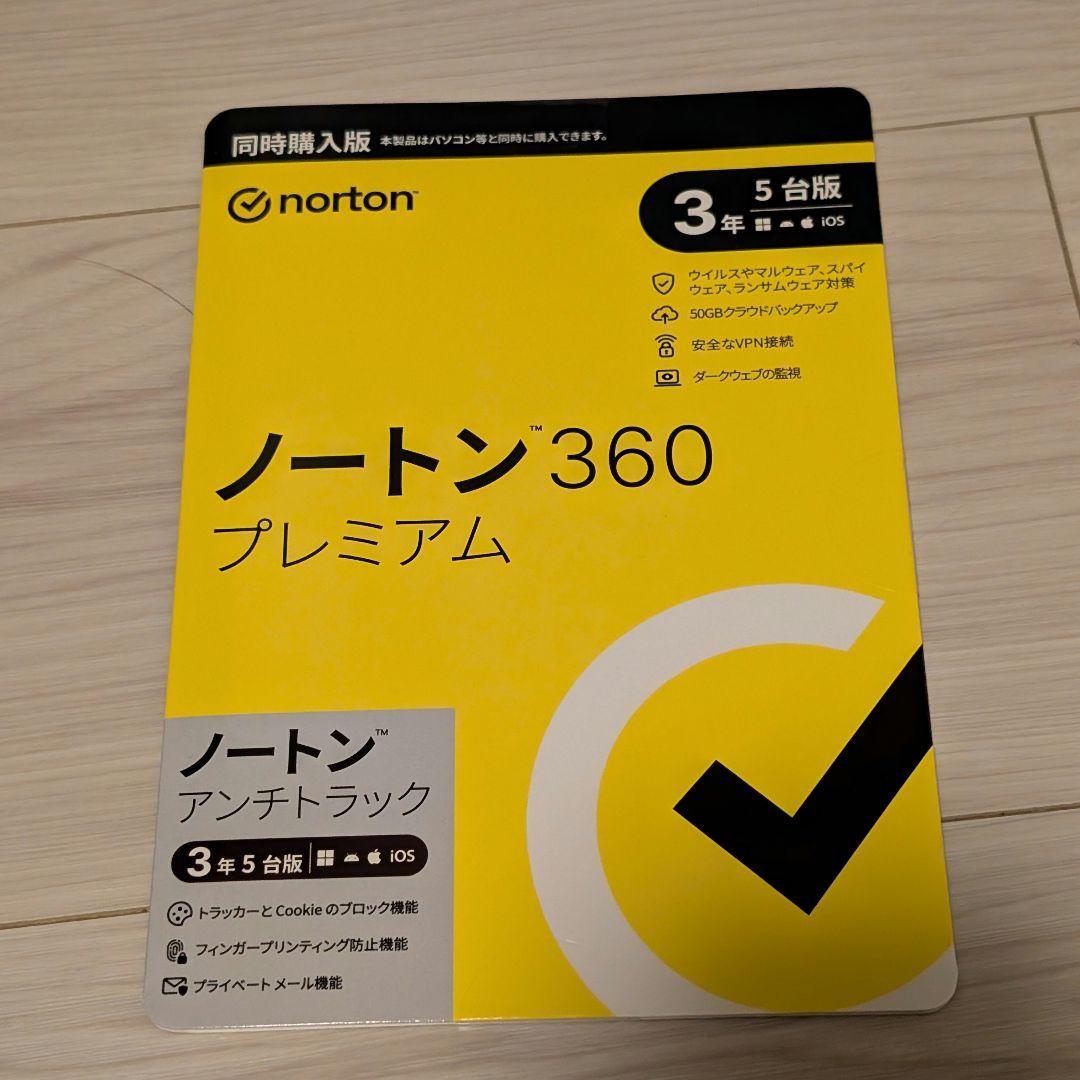 同時購入版 本製品はパソコン等と同時に購入できます。
norton™
3年 5台版
iOS
ウイルスやマルウェア、スパイ
ウェア、ランサムウェア対策
50GBクラウドバックアップ
安全なVPN接続
ダークウェブの監視
ノートン™ 360
プレミアム
ノートン™
アンチトラック
3年5台版 iOS
トラッカーとCookieのブロック機能
フィンガープリンティング防止機能
プライベート メール機能